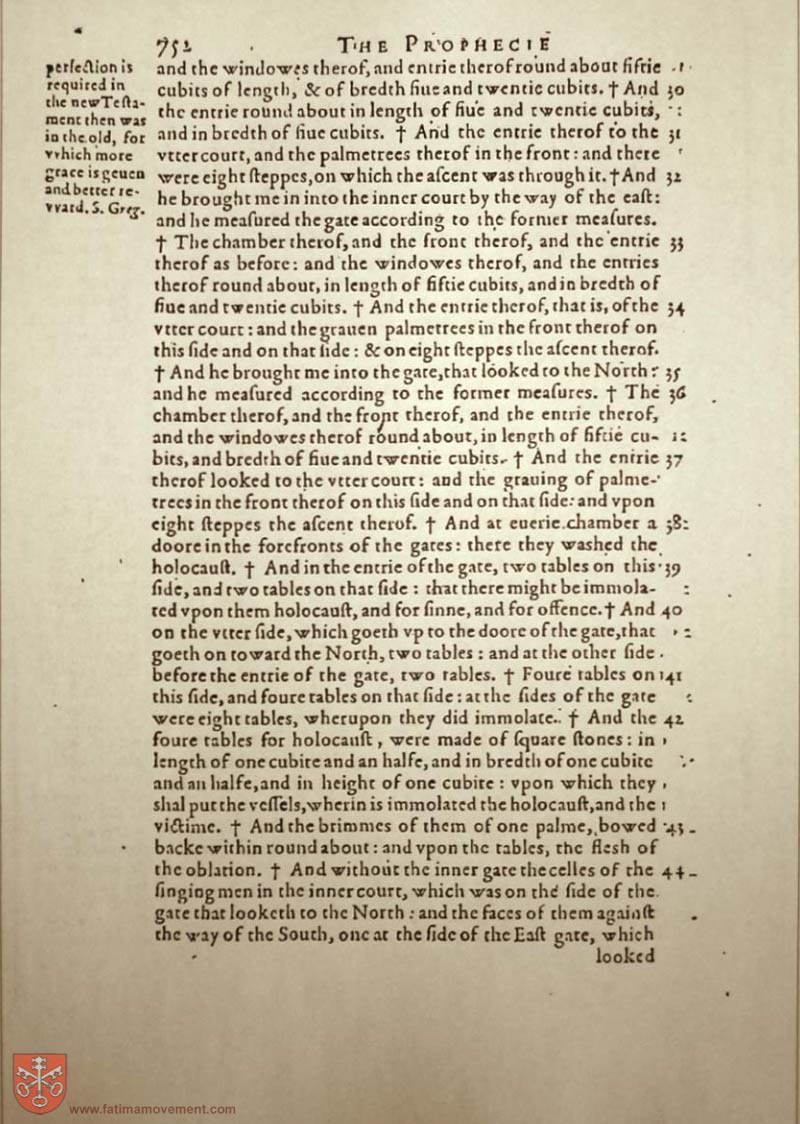 752
THE PROPHECIE
perfection is
required in
the new Testa-
ment then was
in the old, for
vvhich more
grace is geuen
and better re-
vvard. S. Greg.
and the windowes therof, and entrie therof round about fiftie
cubits of length, & of bredth fiue and twentie cubits. † And 30
the entrie round about in length of fiue and twentie cubits,
and in bredth of fiue cubits. † And the entrie therof to the 31
vtter court, and the palmetrees therof in the front: and there
were eight steppes, on which the ascent was through it. † And 32
he brought me in into the inner court by the way of the east:
and he measured the gate according to the former measures.
† The chamber therof, and the front therof, and the entrie 33
therof as before: and the windowes therof, and the entries
therof round about, in length of fiftie cubits, and in bredth of
fiue and twentie cubits. † And the entrie therof, that is, of the 34
vtter court: and the grauen palmetrees in the front therof on
this side and on that side: & on eight steppes the ascent therof.
† And he brought me into the gate, that looked to the North: 35
and he measured according to the former measures. † The 36
chamber therof, and the front therof, and the entrie therof,
and the windowes therof round about, in length of fiftie cu-
bits, and bredth of fiue and twentie cubits. † And the entrie 37
therof looked to the vtter court: and the grauing of palme-
trees in the front therof on this side and on that side: and vpon
eight steppes the ascent therof. † And at euerie chamber a 38
doore in the forefronts of the gates: there they washed the
holocaust. † And in the entrie of the gate, two tables on this 39
side, and two tables on that side: that there might be immola-
ted vpon them holocaust, and for sinne, and for offence. † And 40
on the vtter side, which goeth vp to the doore of the gate, that
goeth on toward the North, two tables: and at the other side
before the entrie of the gate, two tables. † Foure tables on 41
this side, and foure tables on that side: at the sides of the gate
were eight tables, wherupon they did immolate. † And the 42
foure tables for holocaust, were made of square stones: in
length of one cubite and an halfe, and in bredth of one cubite
and an halfe, and in height of one cubite: vpon which they
shal put the vessels, wherin is immolated the holocaust, and the
victime. † And the brimmes of them of one palme, bowed 43
backe within round about: and vpon the tables, the flesh of
the oblation. † And without the inner gate the celles of the 44
singing men in the inner court, which was on the side of the
gate that looketh to the North: and the faces of them against
the way of the South, one at the side of the East gate, which
looked
www.fatimamovement.com